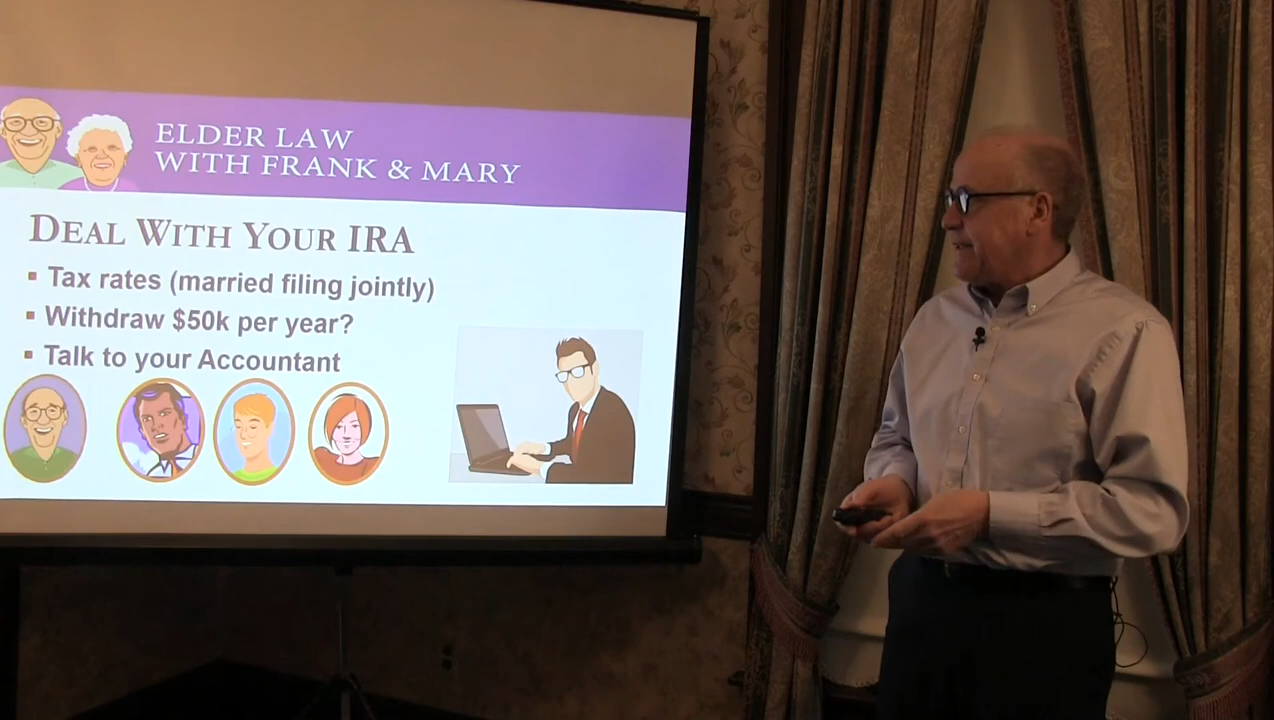 ELDER LAW
WITH FRANK & MARY
DEAL WITH YOUR IRA
▪ Tax rates (married filing jointly)
▪ Withdraw $50k per year?
▪ Talk to your Accountant